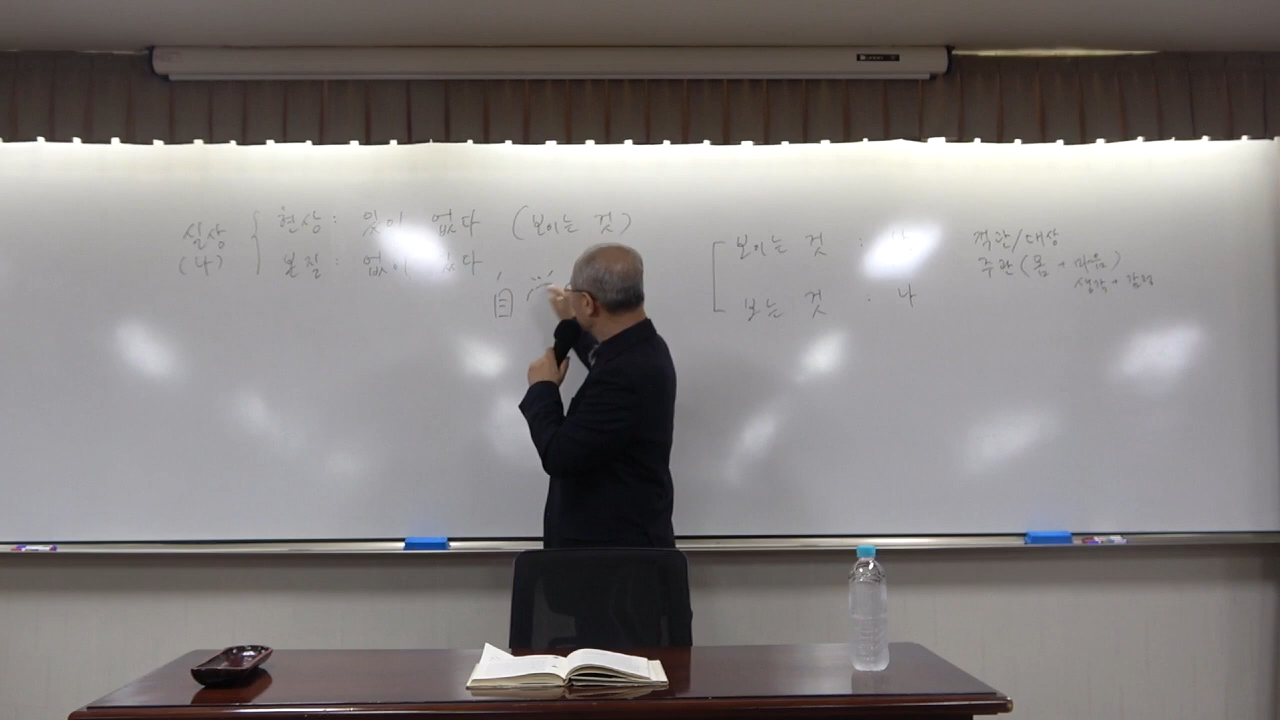 실상 현상: 있이 없다 (보이는 것)
(나) 본질: 없이 있다
自
보이는 것 :
보는 것 : 나
객관/대상
주관(몸 + 마음)
생각 + 감정